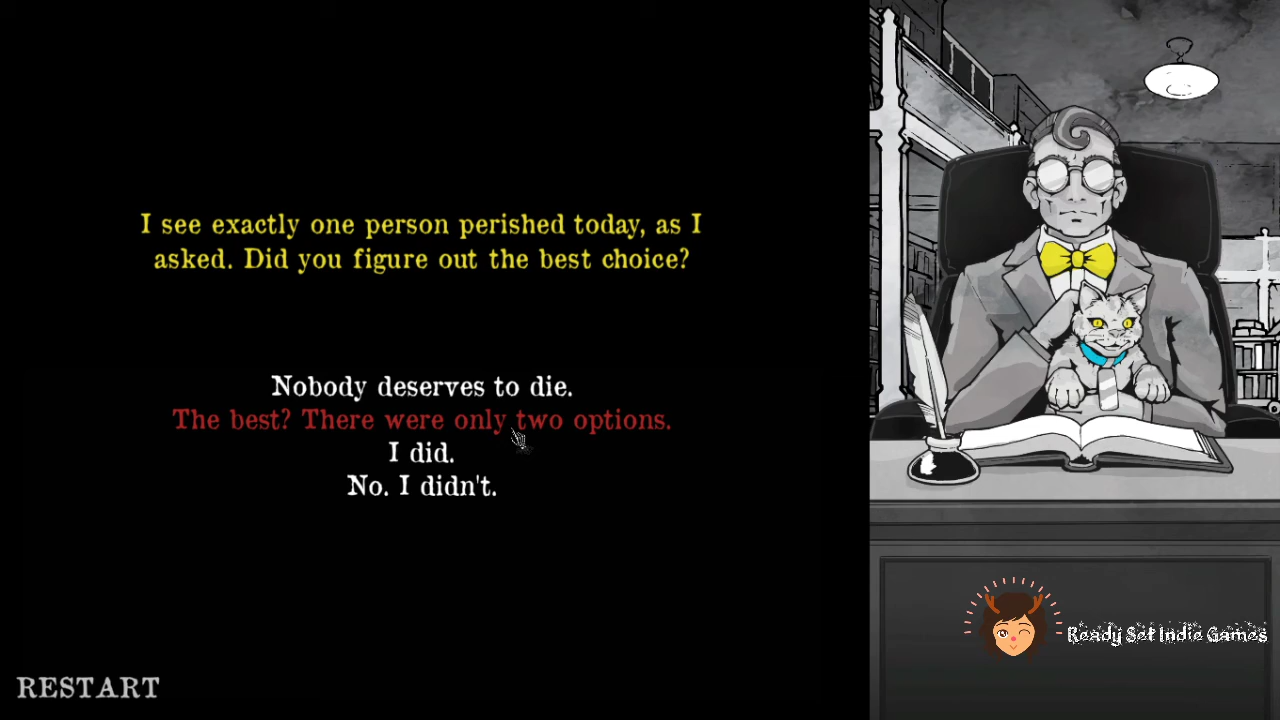 I see exactly one person perished today, as I
asked. Did you figure out the best choice?
Nobody deserves to die.
The best? There were only two options.
I did.
No. I didn't.
Ready Set Indie Games
RESTART